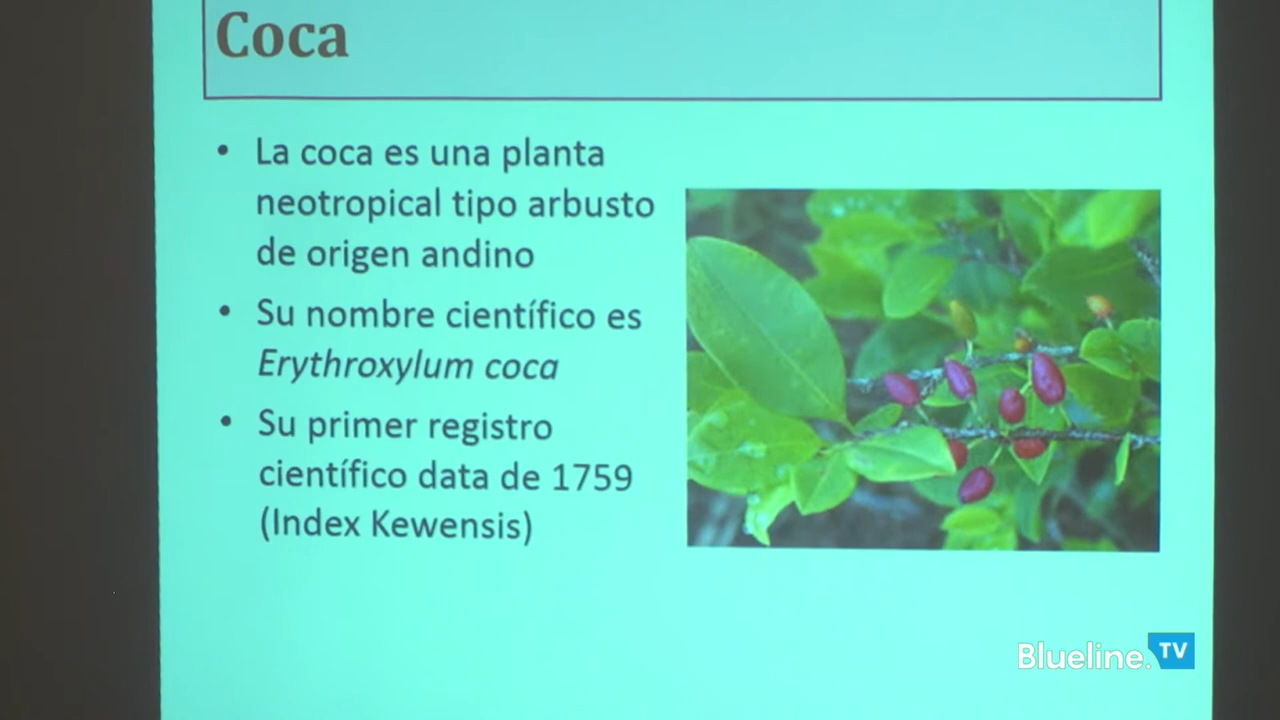 Coca
• La coca es una planta
neotropical tipo arbusto
de origen andino
• Su nombre científico es
Erythroxylum coca
• Su primer registro
científico data de 1759
(Index Kewensis)
Blueline.TV